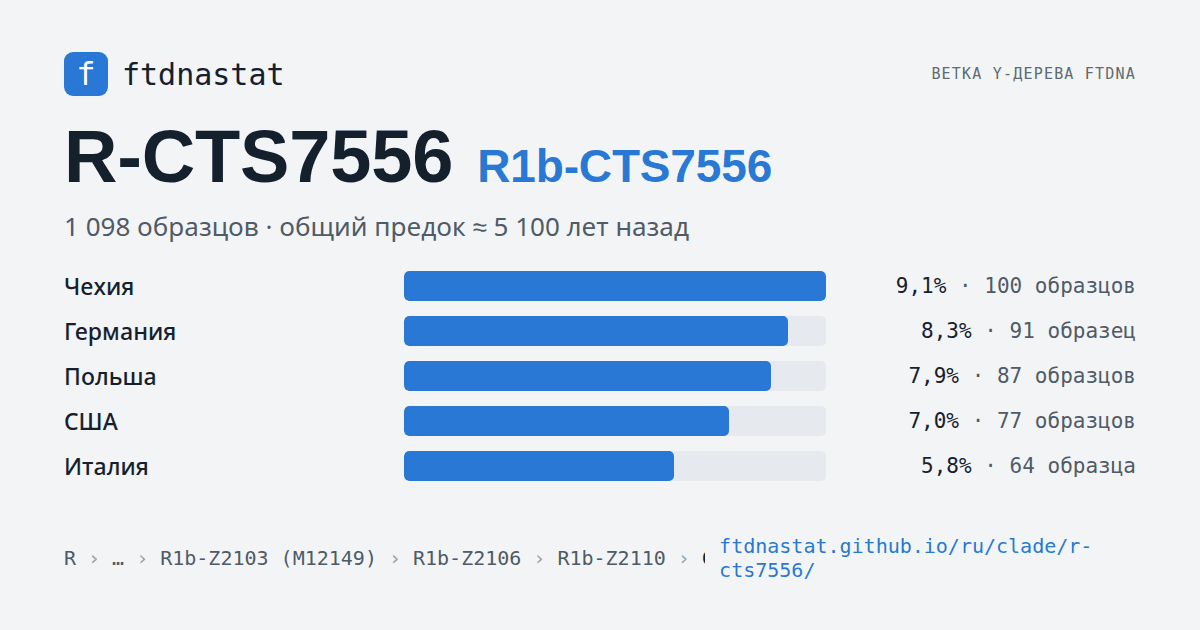 f ftdnastat
ВЕТКА Y-ДЕРЕВА FTDNA
R-CTS7556 R1b-CTS7556
1 098 образцов · общий предок ≈ 5 100 лет назад
Чехия 9,1% · 100 образцов
Германия 8,3% · 91 образец
Польша 7,9% · 87 образцов
США 7,0% · 77 образцов
Италия 5,8% · 64 образца
R › … › R1b-Z2103 (M12149) › R1b-Z2106 › R1b-Z2110 ›
ftdnastat.github.io/ru/clade/r-
cts7556/